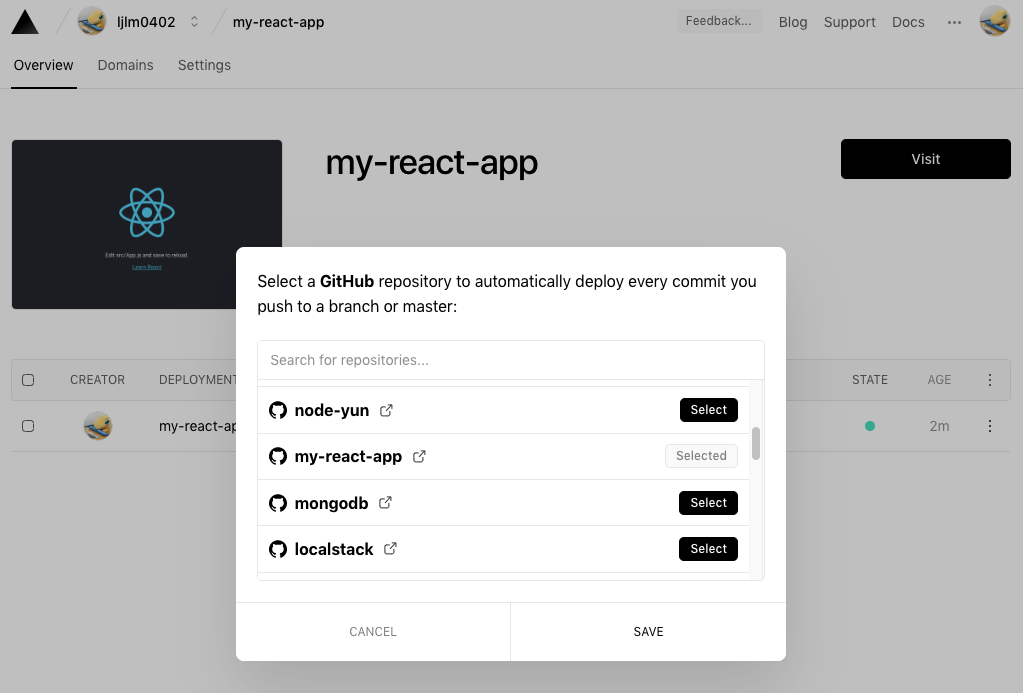 ljlm0402
my-react-app
Feedback...
Blog
Support
Docs
Overview
Domains
Settings
my-react-app
Visit
Edit src/App.js and save to reload.
Learn React
Select a GitHub repository to automatically deploy every commit you
push to a branch or master:
Search for repositories...
CREATOR
DEPLOYMENT
STATE
AGE
node-yun
Select
my-react-ap
2m
my-react-app
Selected
mongodb
Select
localstack
Select
CANCEL
SAVE